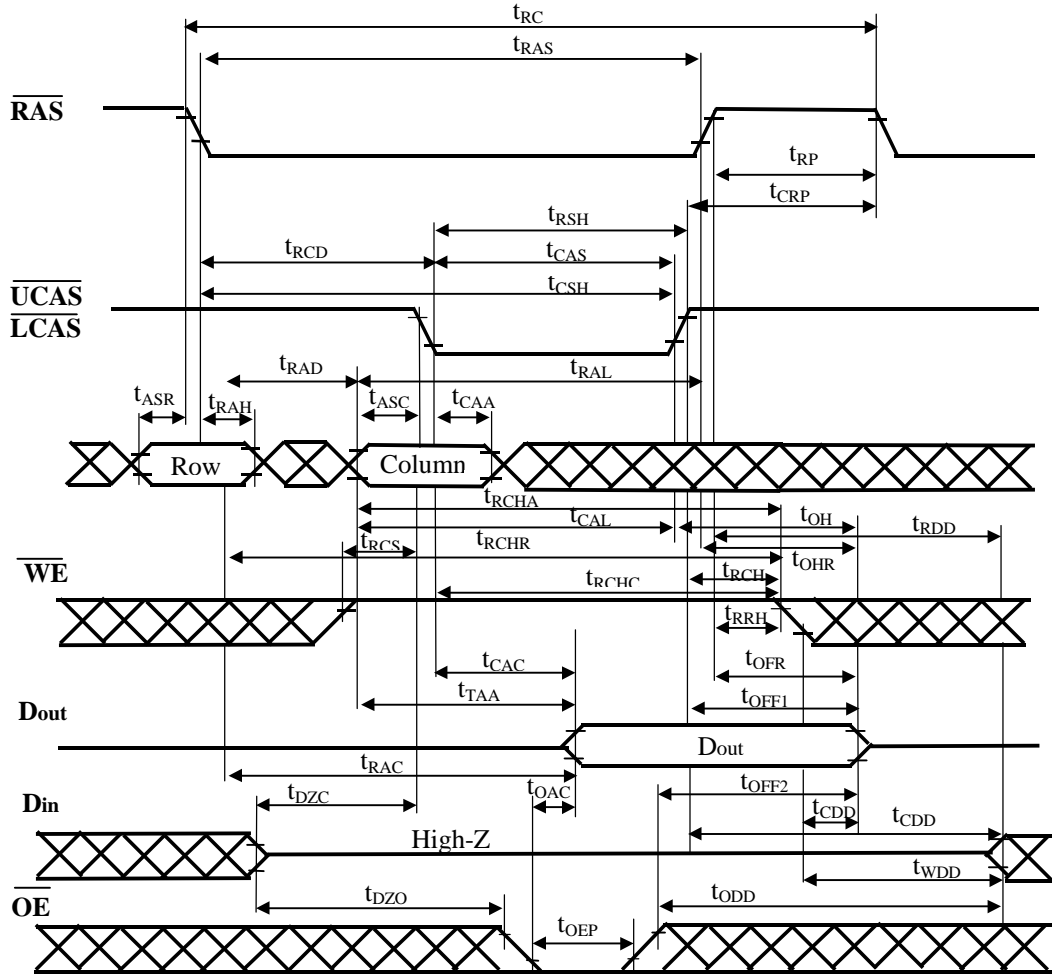 tRC
tRAS
RAS
tRP
tCRP
tRSH
tRCD
tCAS
tCSH
UCAS
LCAS
tRAD
tRAL
tASR
tRAH
tASC
tCAA
Row
Column
tRCHA
tCAL
tOH
tRDD
tRCS
tRCHR
tOHR
WE
tRCHC
tRCH
tRRH
tCAC
tOFR
tTAA
tOFF1
Dout
Dout
tRAC
tOAC
tOFF2
Din
tDZC
tCDD
tCDD
High-Z
tWDD
OE
tDZO
tODD
tOEP